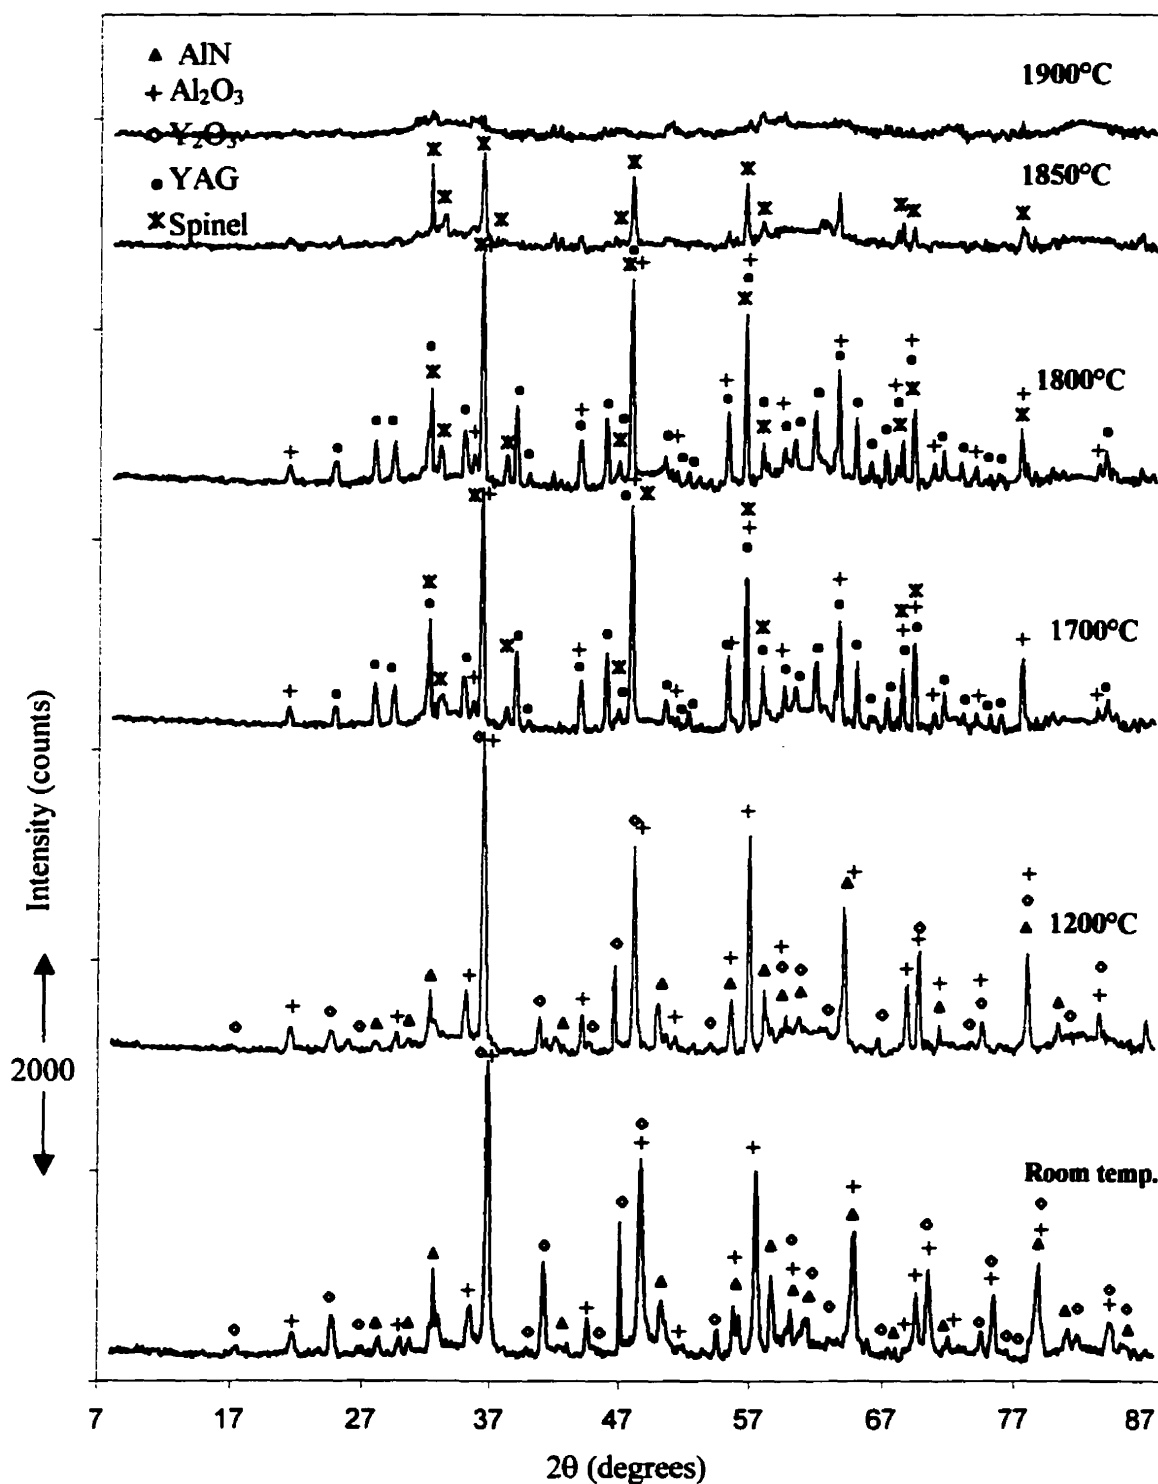 AlN
Al₂O₃
Y₂O₃
YAG
Spinel
1900°C
1850°C
1800°C
1700°C
1200°C
Room temp.
Intensity (counts)
2000
7 17 27 37 47 57 67 77 87
2θ (degrees)